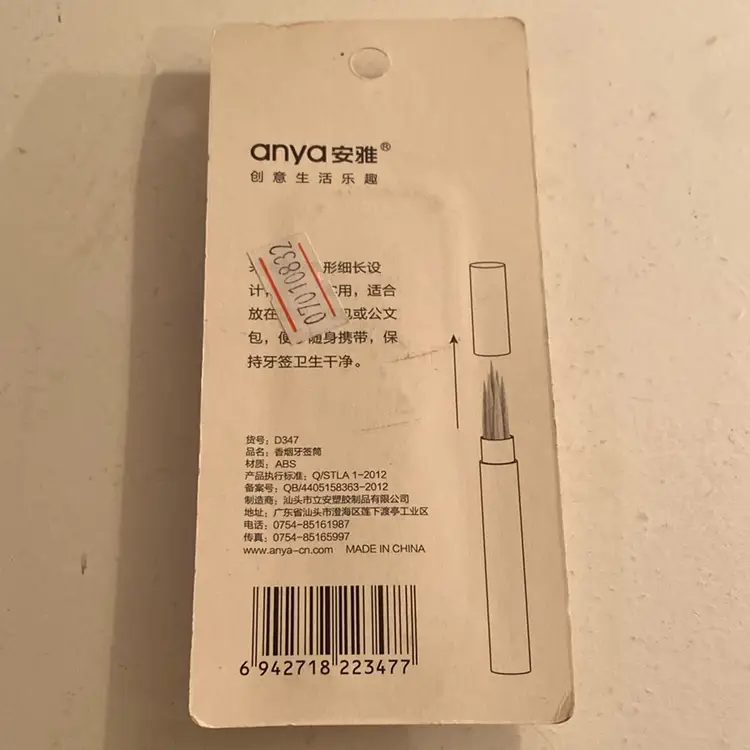 anya安雅®
创意生活乐趣
形细长设
计，用，适合
放在包或公文
包，便于随身携带，保
持牙签卫生干净。
07010832
货号：D347
品名：香烟牙签筒
材质：ABS
产品执行标准：Q/STLA 1-2012
备案号：QB/4405158363-2012
制造商：汕头市立安塑胶制品有限公司
地址：广东省汕头市澄海区莲下渡亭工业区
电话：0754-85161987
传真：0754-85165997
www.anya-cn.com MADE IN CHINA
6 942718 223477